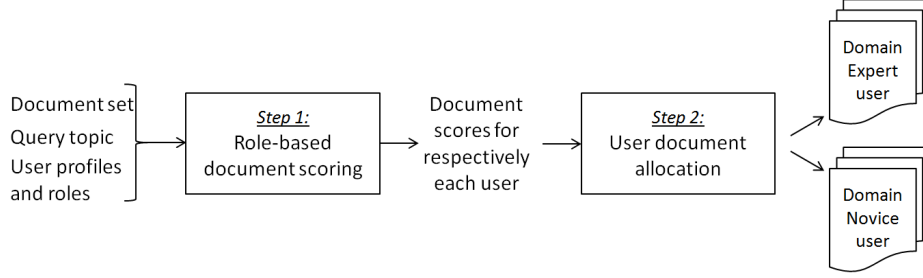 Document set
Query topic
User profiles
and roles
Step 1:
Role-based
document scoring
Document
scores for
respectively
each user
Step 2:
User document
allocation
Domain
Expert
user
Domain
Novice
user